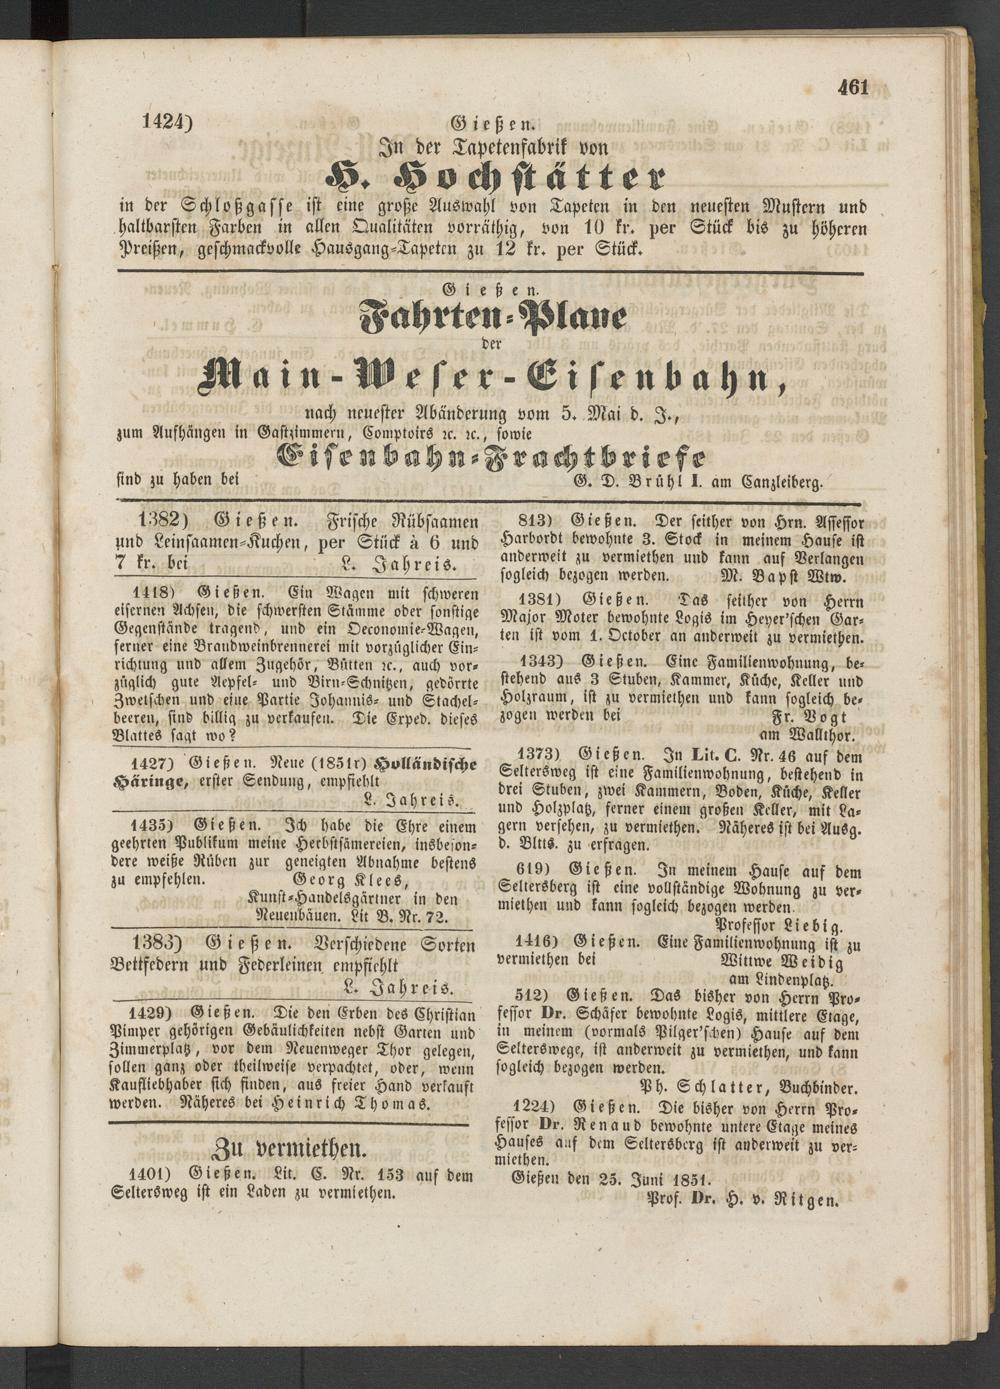 461
1424) Gießen.
In der Tapetenfabrik von
H. Hochstätter
in der Schloßgasse ist eine große Auswahl von Tapeten in den neuesten Mustern und
haltbarsten Farben in allen Qualitäten vorräthig, von 10 kr. per Stück bis zu höheren
Preißen, geschmackvolle Hausgang-Tapeten zu 12 kr. per Stück.
Gießen.
Fahrten-Plane
der
Main-Weser-Eisenbahn,
nach neuester Abänderung vom 5. Mai d. J.,
zum Aufhängen in Gastzimmern, Comptoirs ꝛc. ꝛc., sowie
Eisenbahn-Frachtbriefe
sind zu haben bei G. D. Brühl I. am Canzleiberg.
1382) Gießen. Frische Rübsaamen
und Leinsaamen-Kuchen, per Stück à 6 und
7 kr. bei L. Jahreis.
1418) Gießen. Ein Wagen mit schweren
eisernen Achsen, die schwersten Stämme oder sonstige
Gegenstände tragend, und ein Oeconomie-Wagen,
ferner eine Brandweinbrennerei mit vorzüglicher Ein-
richtung und allem Zugehör, Bütten ꝛc., auch vor-
züglich gute Aepfel- und Birn-Schnitzen, gedörrte
Zwetschen und eine Partie Johannis- und Stachel-
beeren, sind billig zu verkaufen. Die Exped. dieses
Blattes sagt wo?
1427) Gießen. Neue (1851r) Holländische
Häringe, erster Sendung, empfiehlt
L. Jahreis.
1435) Gießen. Ich habe die Ehre einem
geehrten Publikum meine Herbstsämereien, insbeson-
dere weiße Rüben zur geneigten Abnahme bestens
zu empfehlen. Georg Klees,
Kunst-Handelsgärtner in den
Neuenbäuen. Lit B. Nr. 72.
1383) Gießen. Verschiedene Sorten
Bettfedern und Federleinen empfiehlt
L. Jahreis.
1429) Gießen. Die den Erben des Christian
Pimper gehörigen Gebäulichkeiten nebst Garten und
Zimmerplatz, vor dem Neuenweger Thor gelegen,
sollen ganz oder theilweise verpachtet, oder, wenn
Kaufliebhaber sich finden, aus freier Hand verkauft
werden. Näheres bei Heinrich Thomas.
Zu vermiethen.
1401) Gießen. Lit. C. Nr. 153 auf dem
Seltersweg ist ein Laden zu vermiethen.
813) Gießen. Der seither von Hrn. Assessor
Harbordt bewohnte 3. Stock in meinem Hause ist
anderweit zu vermiethen und kann auf Verlangen
sogleich bezogen werden. M. Bapst Wtw.
1381) Gießen. Das seither von Herrn
Major Moter bewohnte Logis im Heyer'schen Gar-
ten ist vom 1. October an anderweit zu vermiethen.
1343) Gießen. Eine Familienwohnung, be-
stehend aus 3 Stuben, Kammer, Küche, Keller und
Holzraum, ist zu vermiethen und kann sogleich be-
zogen werden bei Fr. Vogt
am Wallthor.
1373) Gießen. In Lit. C. Nr. 46 auf dem
Seltersweg ist eine Familienwohnung, bestehend in
drei Stuben, zwei Kammern, Boden, Küche, Keller
und Holzplatz, ferner einem großen Keller, mit La-
gern versehen, zu vermiethen. Näheres ist bei Ausg.
d. Bltts. zu erfragen.
619) Gießen. In meinem Hause auf dem
Seltersberg ist eine vollständige Wohnung zu ver-
miethen und kann sogleich bezogen werden.
Professor Liebig.
1416) Gießen. Eine Familienwohnung ist zu
vermiethen bei Wittwe Weidig
am Lindenplatz.
512) Gießen. Das bisher von Herrn Pro-
fessor Dr. Schäfer bewohnte Logis, mittlere Etage,
in meinem (vormals Pilger'schen) Hause auf dem
Selterswege, ist anderweit zu vermiethen, und kann
sogleich bezogen werden.
Ph. Schlatter, Buchbinder.
1224) Gießen. Die bisher von Herrn Pro-
fessor Dr. Renaud bewohnte untere Etage meines
Hauses auf dem Seltersberg ist anderweit zu ver-
miethen.
Gießen den 25. Juni 1851.
Prof. Dr. H. v. Ritgen.